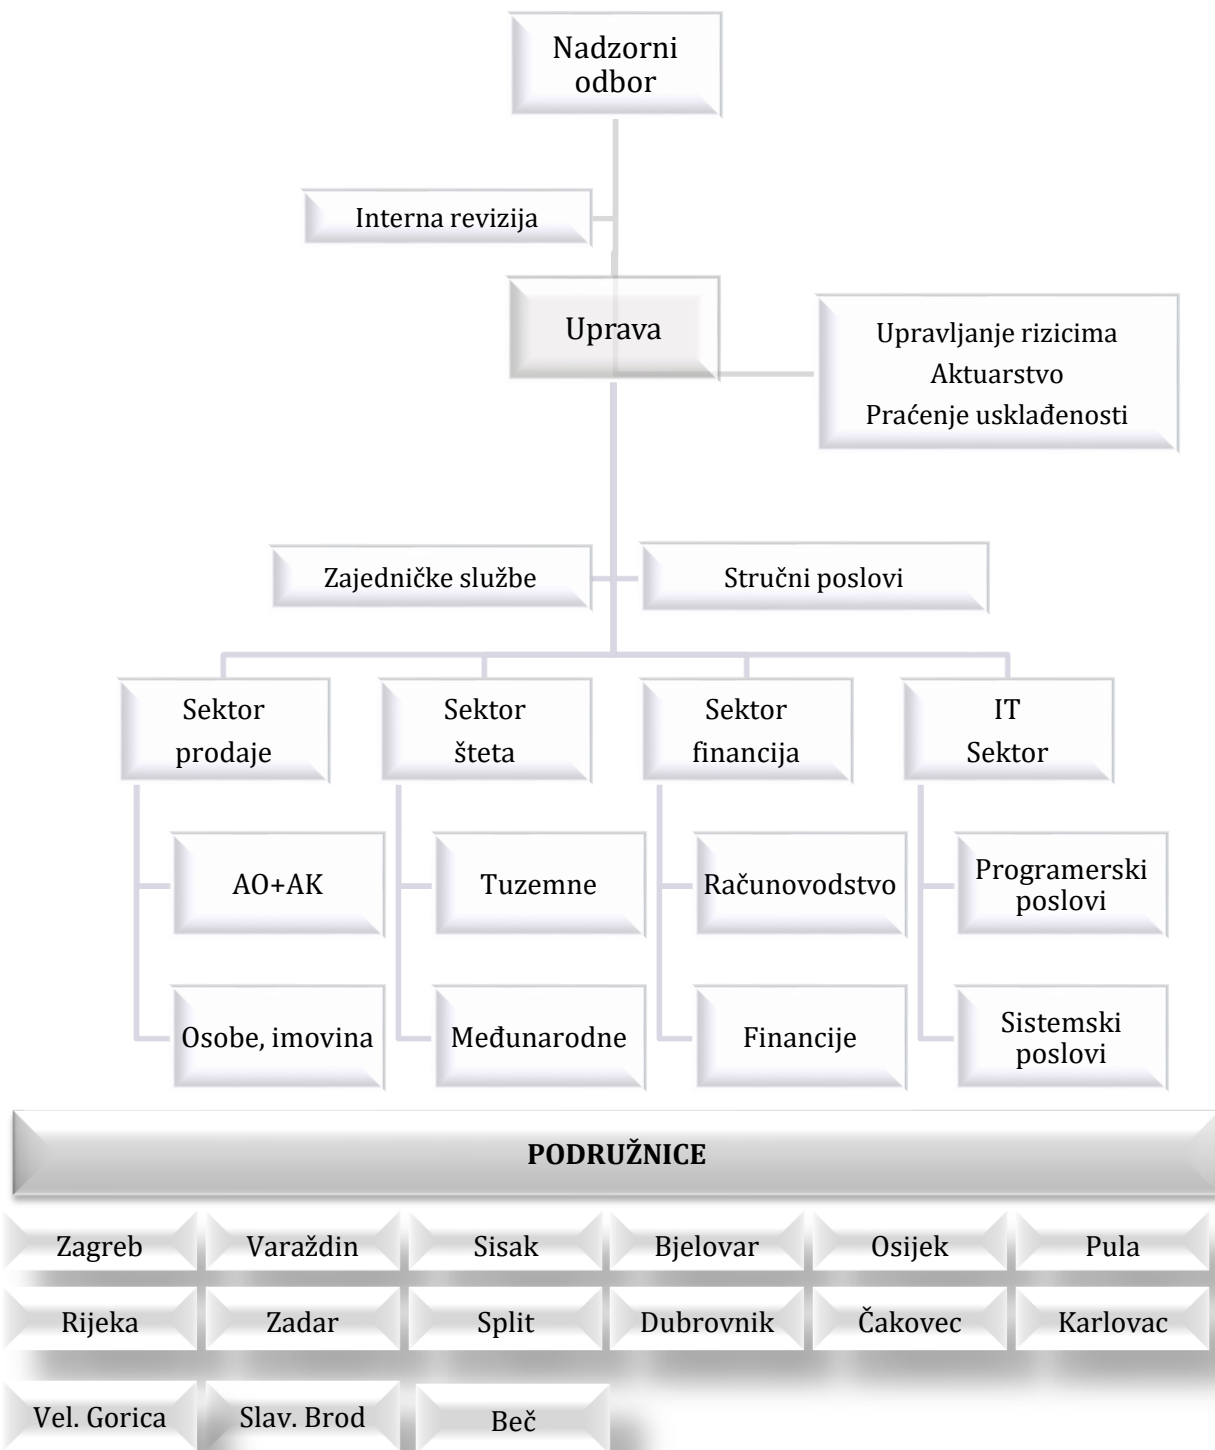 Nadzorni
odbor
Interna revizija
Uprava
Upravljanje rizicima
Aktuarstvo
Praćenje usklađenosti
Zajedničke službe
Stručni poslovi
Sektor
prodaje
Sektor
šteta
Sektor
financija
IT
Sektor
AO+AK
Tuzemne
Računovodstvo
Programerski
poslovi
Osobe, imovina
Međunarodne
Financije
Sistemski
poslovi
PODRUŽNICE
Zagreb
Varaždin
Sisak
Bjelovar
Osijek
Pula
Rijeka
Zadar
Split
Dubrovnik
Čakovec
Karlovac
Vel. Gorica
Slav. Brod
Beč